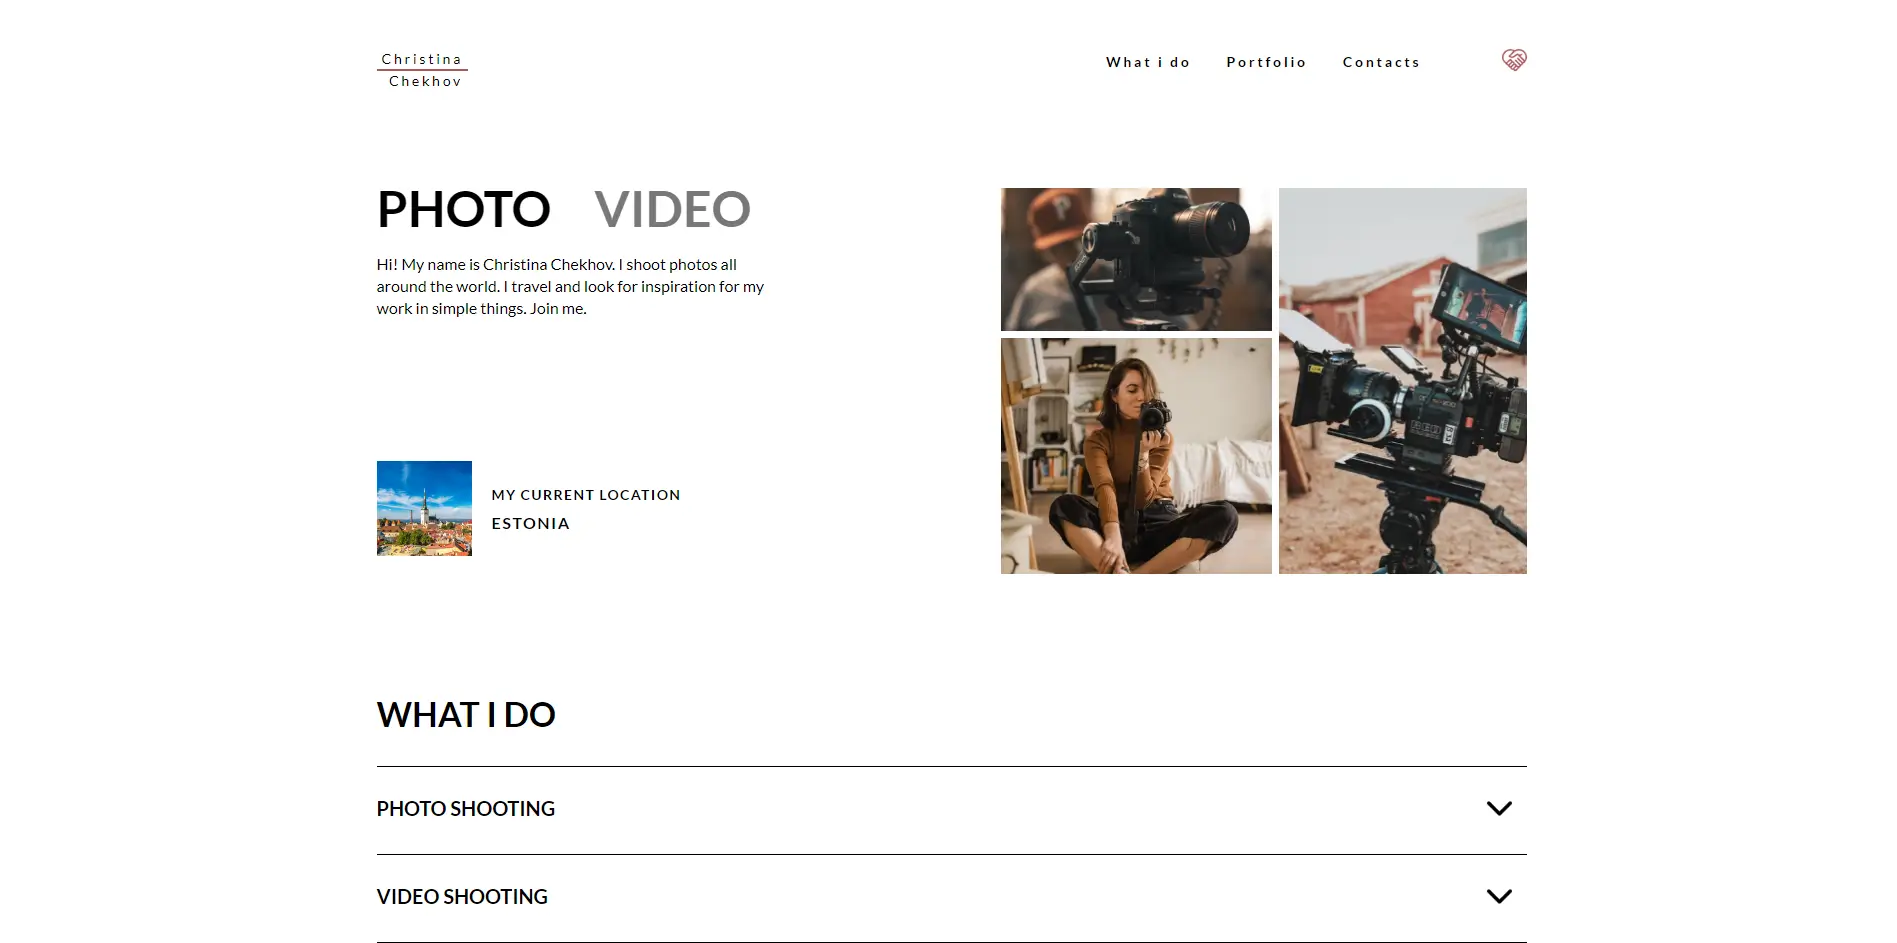 Christina
Chekhov
What i do
Portfolio
Contacts
PHOTO VIDEO
Hi! My name is Christina Chekhov. I shoot photos all
around the world. I travel and look for inspiration for my
work in simple things. Join me.
MY CURRENT LOCATION
ESTONIA
WHAT I DO
PHOTO SHOOTING
VIDEO SHOOTING